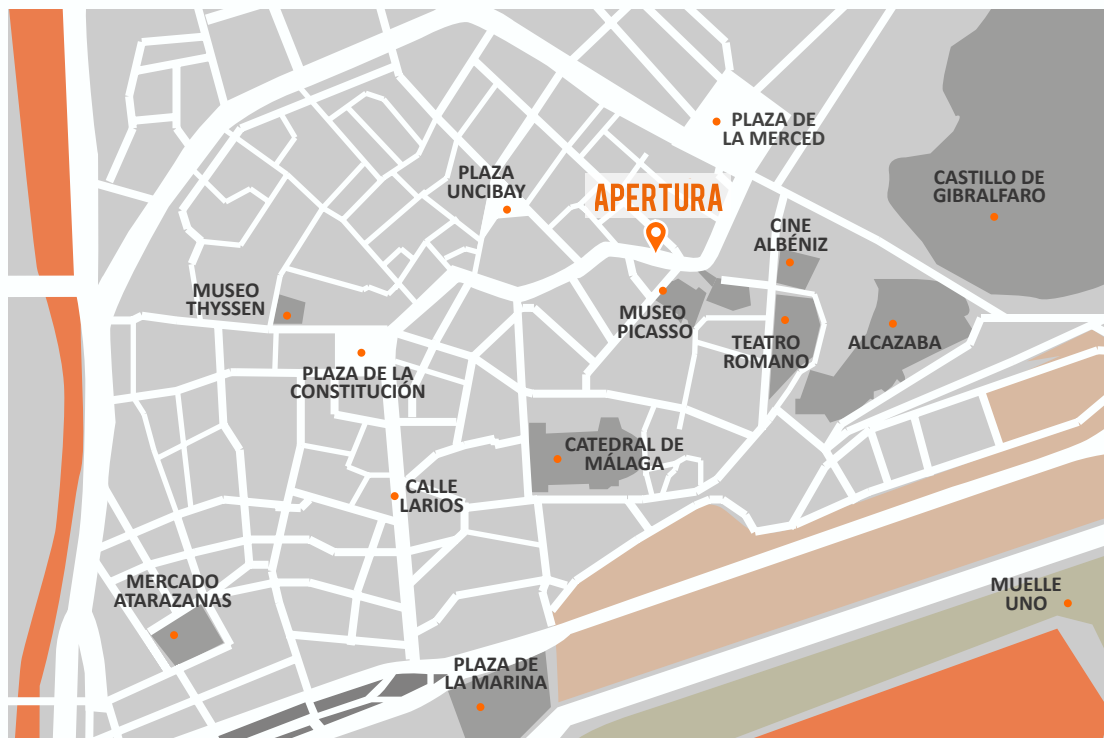 PLAZA DE
LA MERCED
PLAZA
UNCIBAY
CASTILLO DE
GIBRALFARO
APERTURA
CINE
ALBÉNIZ
MUSEO
THYSSEN
MUSEO
PICASSO
TEATRO
ROMANO
ALCAZABA
PLAZA DE LA
CONSTITUCIÓN
CATEDRAL DE
MÁLAGA
CALLE
LARIOS
MERCADO
ATARAZANAS
MUELLE
UNO
PLAZA DE
LA MARINA